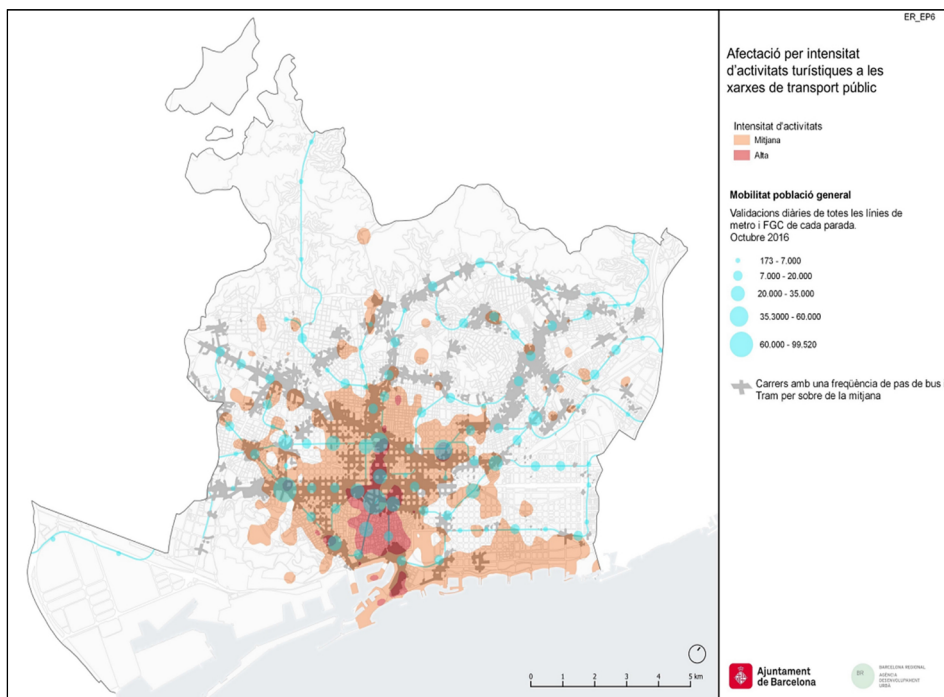 ER_EP6
Afectació per intensitat
d'activitats turístiques a les
xarxes de transport públic
Intensitat d'activitats
Mitjana
Alta
Mobilitat població general
Validacions diàries de totes les línies de
metro i FGC de cada parada.
Octubre 2016
173 - 7.000
7.000 - 20.000
20.000 - 35.000
35.3000 - 60.000
60.000 - 99.520
Carrers amb una freqüència de pas de bus
Tram per sobre de la mitjana
0 1 2 3 4 5 km
Ajuntament
de Barcelona
BR
BARCELONA REGIONAL
AGÈNCIA
DESENVOLUPAMENT
URBÀ